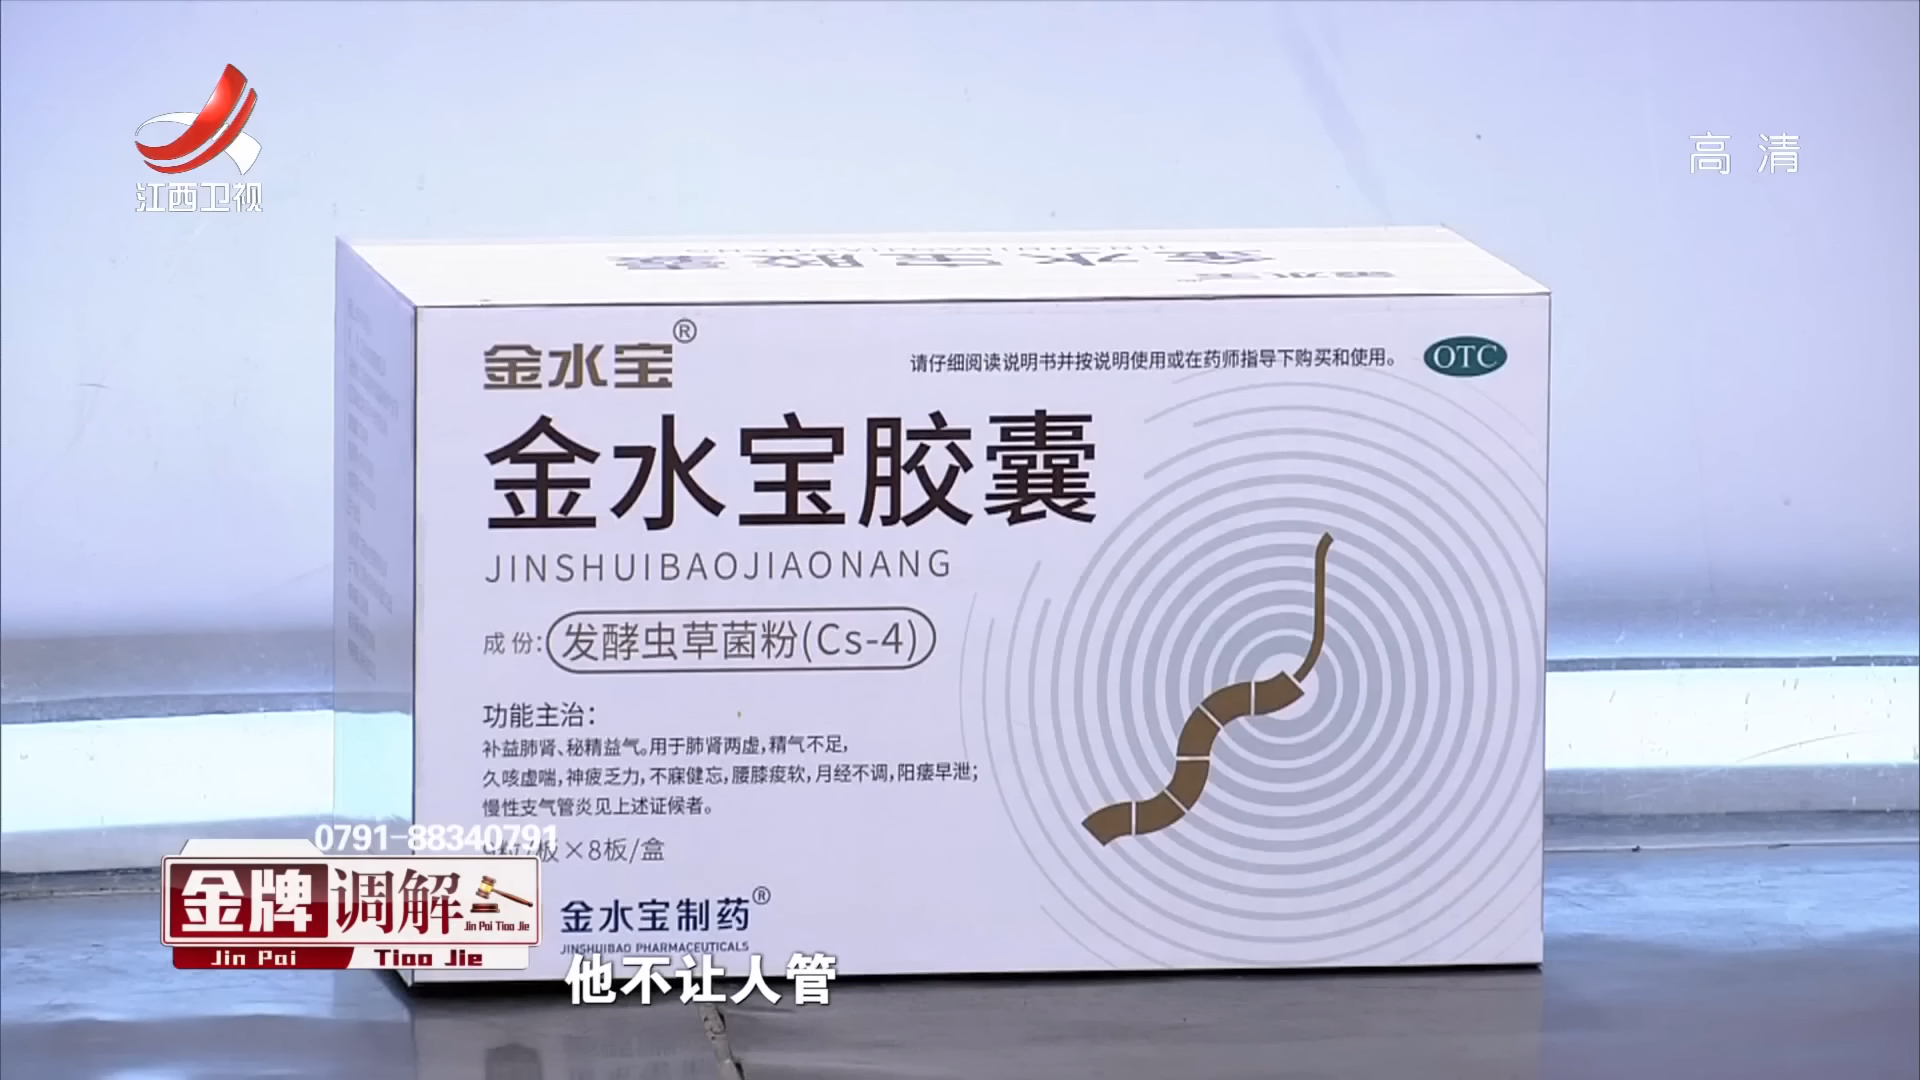 江西卫视
高清
金水宝®
请仔细阅读说明书并按说明使用或在药师指导下购买和使用。
OTC
金水宝胶囊
JINSHUIBAOJIAONANG
成份：发酵虫草菌粉(Cs-4)
功能主治：
补益肺肾、秘精益气。用于肺肾两虚，精气不足，
久咳虚喘，神疲乏力，不寐健忘，腰膝痠软，月经不调，阳痿早泄；
慢性支气管炎见上述证候者。
0791-88340791
9粒/板×8板/盒
金牌调解
Jin Pai Tiao Jie
Jin Pai Tiao Jie
金水宝制药®
JINSHUIBAO PHARMACEUTICALS
他不让人管